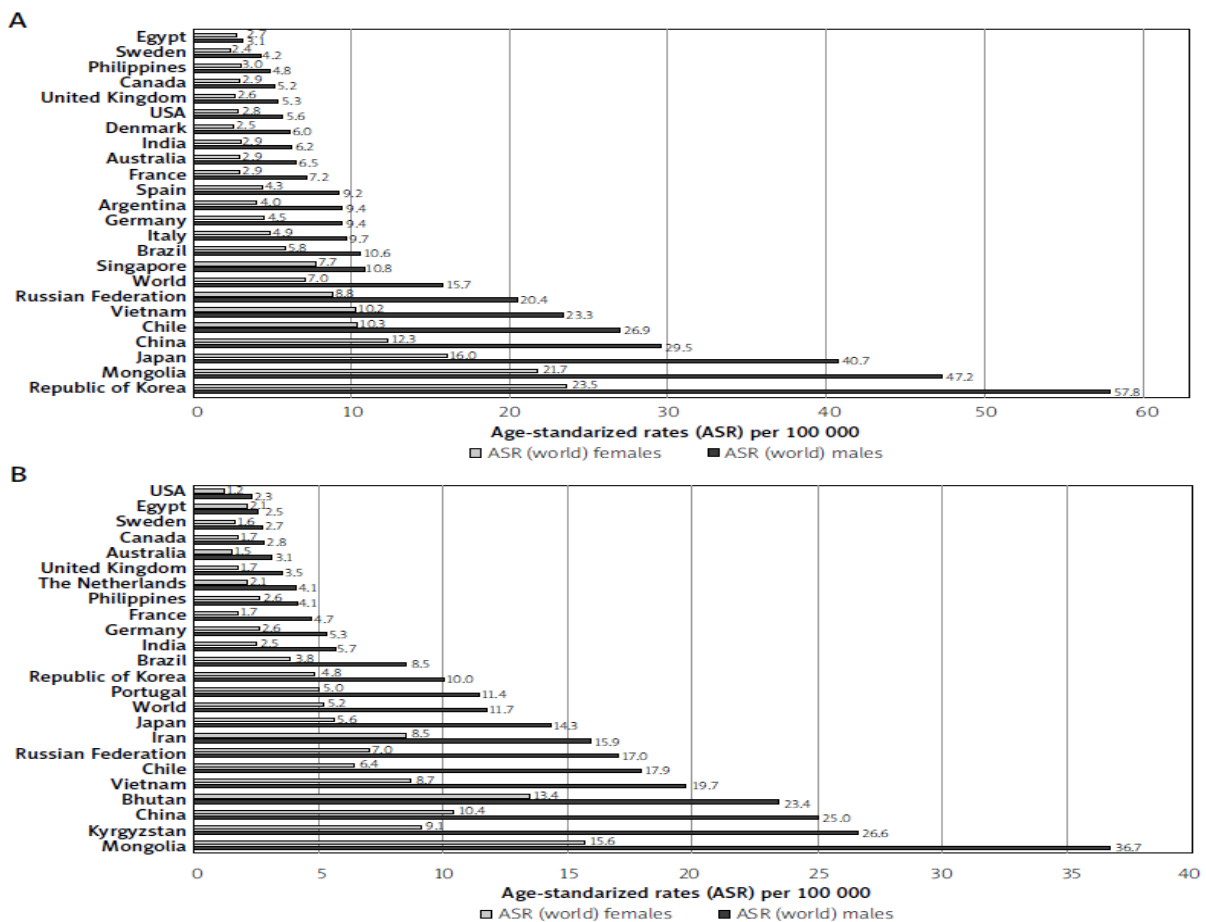 A
Egypt 2.7 3.1
Sweden 2.4 4.2
Philippines 3.0 4.8
Canada 2.9 5.2
United Kingdom 2.6 5.3
USA 2.8 5.6
Denmark 2.5 6.0
India 2.9 6.2
Australia 2.9 6.5
France 2.9 7.2
Spain 4.3 9.2
Argentina 4.0 9.4
Germany 4.5 9.4
Italy 4.9 9.7
Brazil 5.8 10.6
Singapore 7.7 10.8
World 7.0 15.7
Russian Federation 8.8 20.4
Vietnam 10.2 23.3
Chile 10.3 26.9
China 12.3 29.5
Japan 16.0 40.7
Mongolia 21.7 47.2
Republic of Korea 23.5 57.8
0 10 20 30 40 50 60
Age-standarized rates (ASR) per 100 000
ASR (world) females ASR (world) males
B
USA 1.2 2.3
Egypt 2.1 2.5
Sweden 1.6 2.7
Canada 1.7 2.8
Australia 1.5 3.1
United Kingdom 1.7 3.5
The Netherlands 2.1 4.1
Philippines 2.6 4.1
France 1.7 4.7
Germany 2.6 5.3
India 2.5 5.7
Brazil 3.8 8.5
Republic of Korea 4.8 10.0
Portugal 5.0 11.4
World 5.2 11.7
Japan 5.6 14.3
Iran 8.5 15.9
Russian Federation 7.0 17.0
Chile 6.4 17.9
Vietnam 8.7 19.7
Bhutan 13.4 23.4
China 10.4 25.0
Kyrgyzstan 9.1 26.6
Mongolia 15.6 36.7
0 5 10 15 20 25 30 35 40
Age-standarized rates (ASR) per 100 000
ASR (world) females ASR (world) males